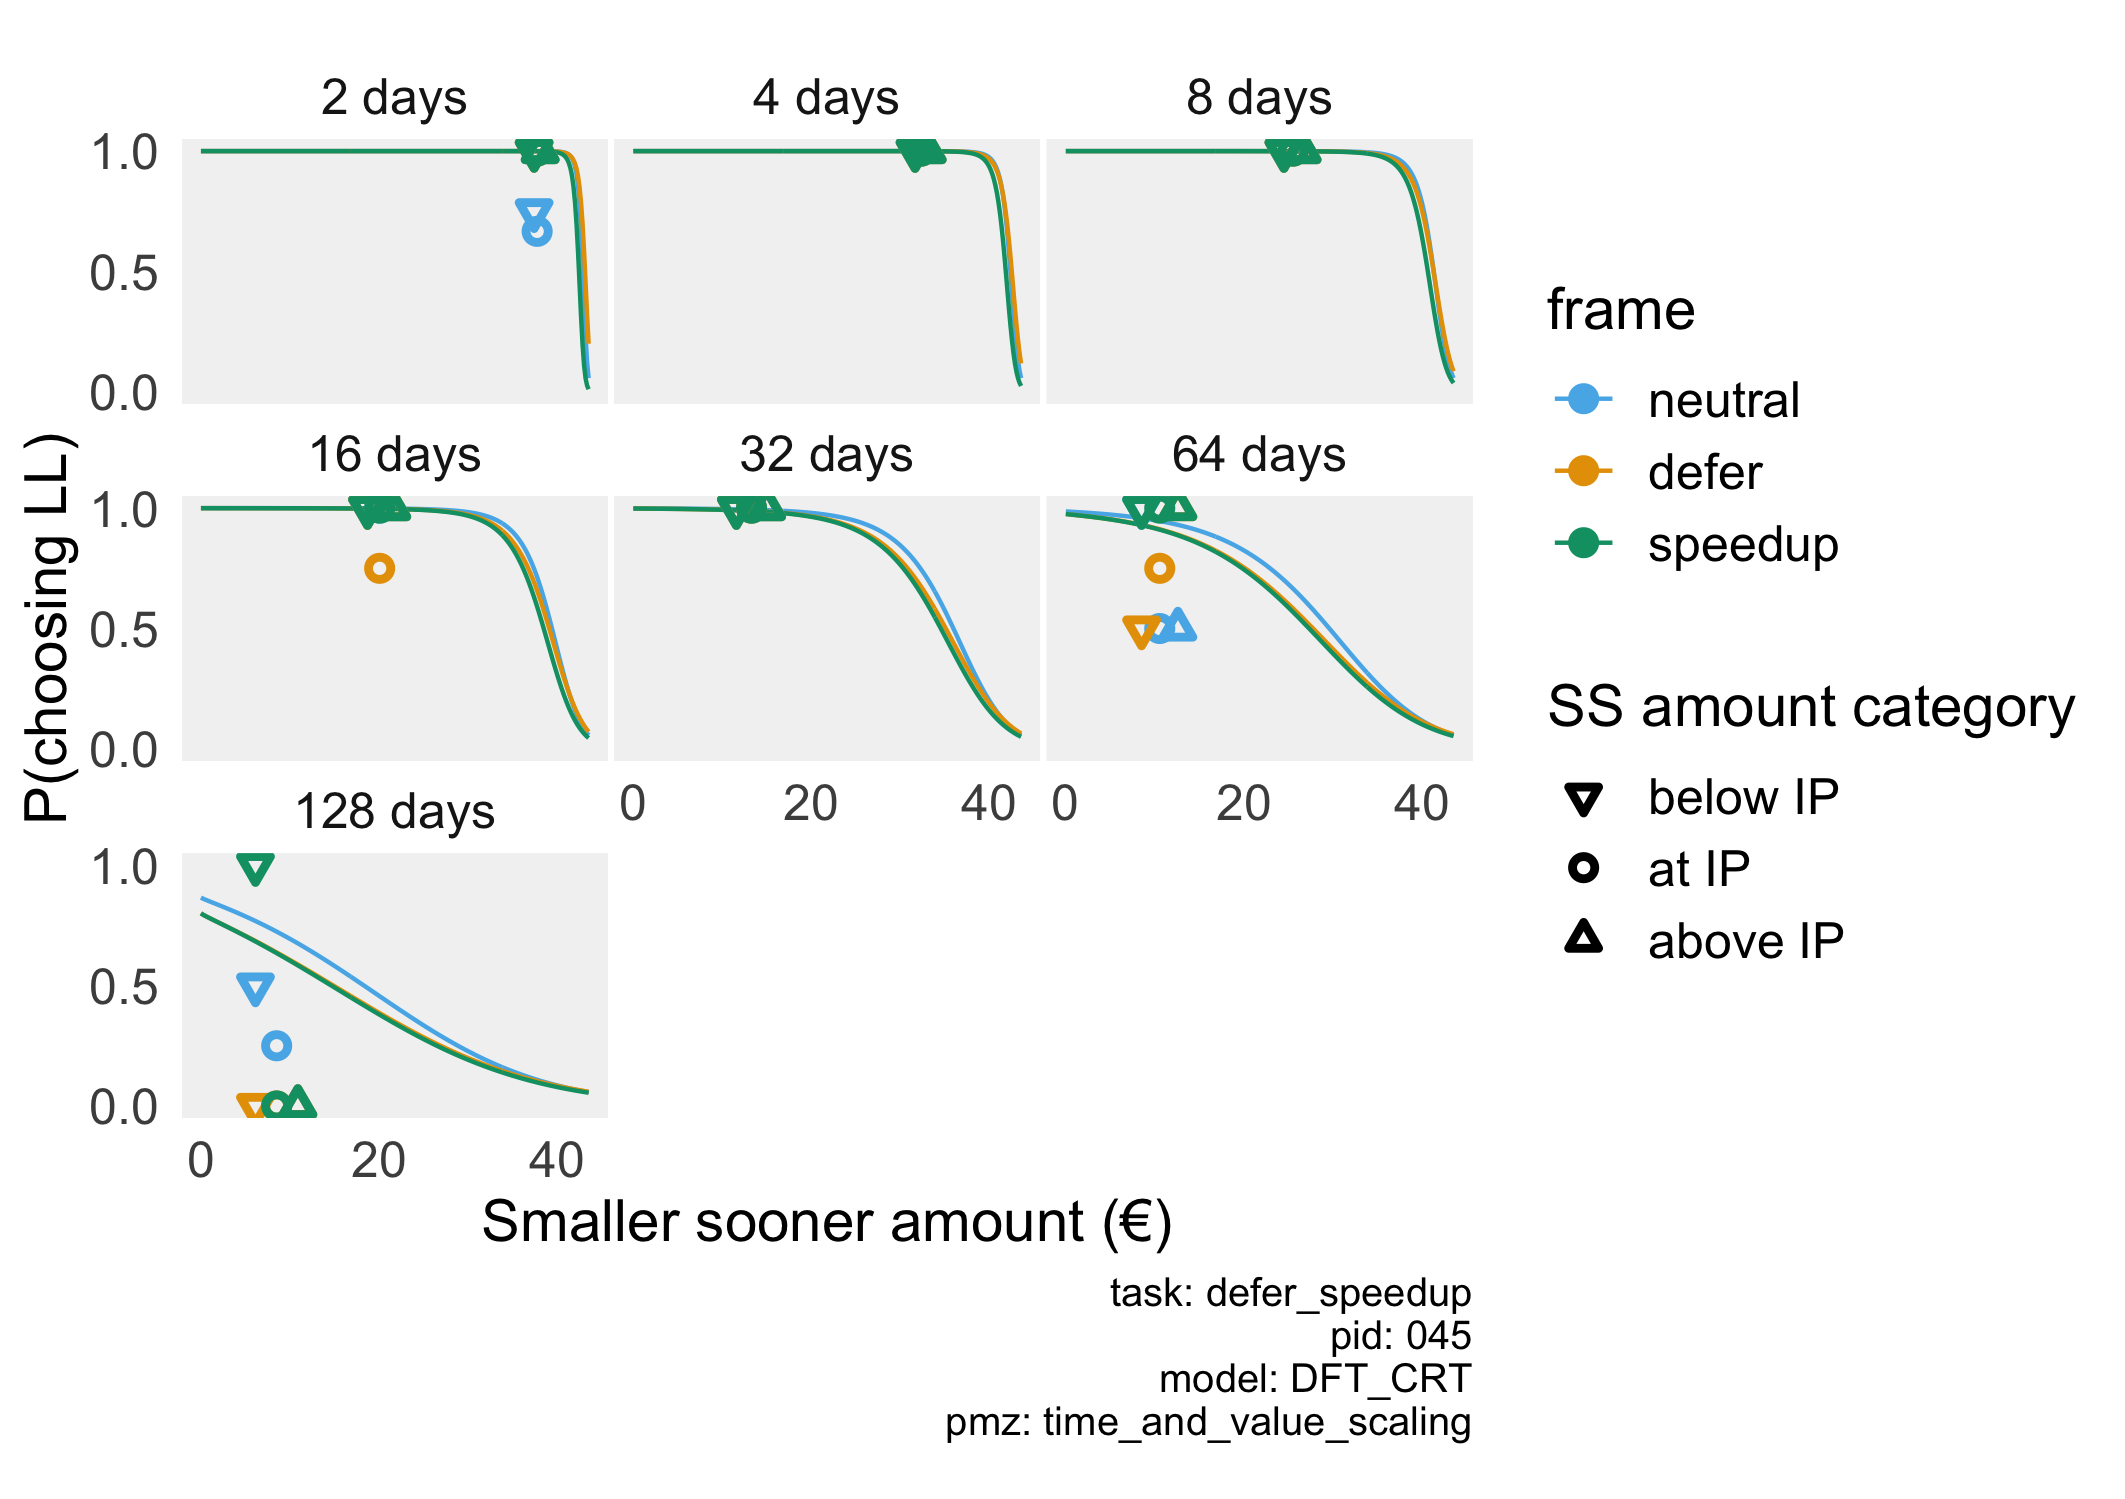 2 days
4 days
8 days
1.0
0.5
0.0
16 days
32 days
64 days
1.0
0.5
0.0
0 20 40
0 20 40
128 days
1.0
0.5
0.0
0 20 40
P(choosing LL)
Smaller sooner amount (€)
frame
neutral
defer
speedup
SS amount category
below IP
at IP
above IP
task: defer_speedup
pid: 045
model: DFT_CRT
pmz: time_and_value_scaling